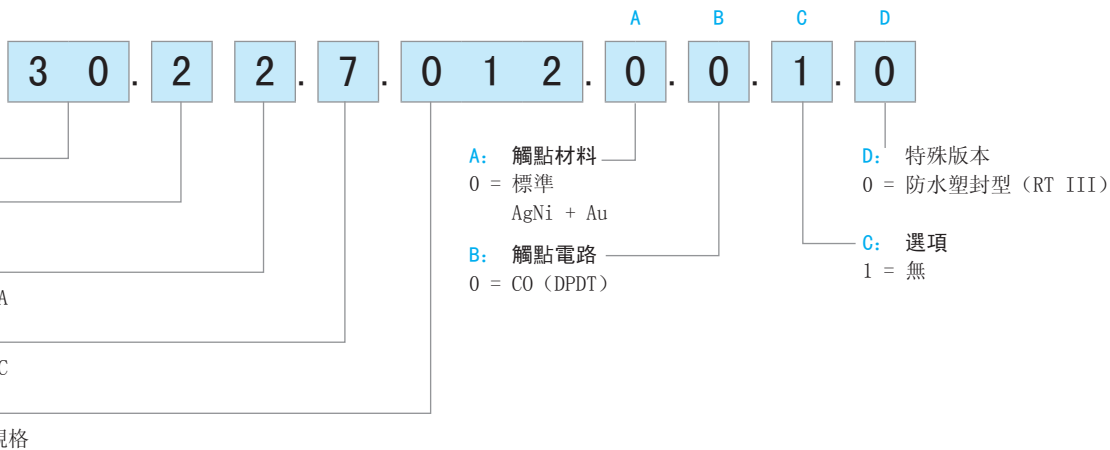 A B C D
3 0 . 2 2 . 7 . 0 1 2 . 0 . 0 . 1 . 0
A： 觸點材料
0 = 標準
AgNi + Au
B： 觸點電路
0 = CO（DPDT）
D： 特殊版本
0 = 防水塑封型（RT III）
C： 選項
1 = 無
A
C
規格